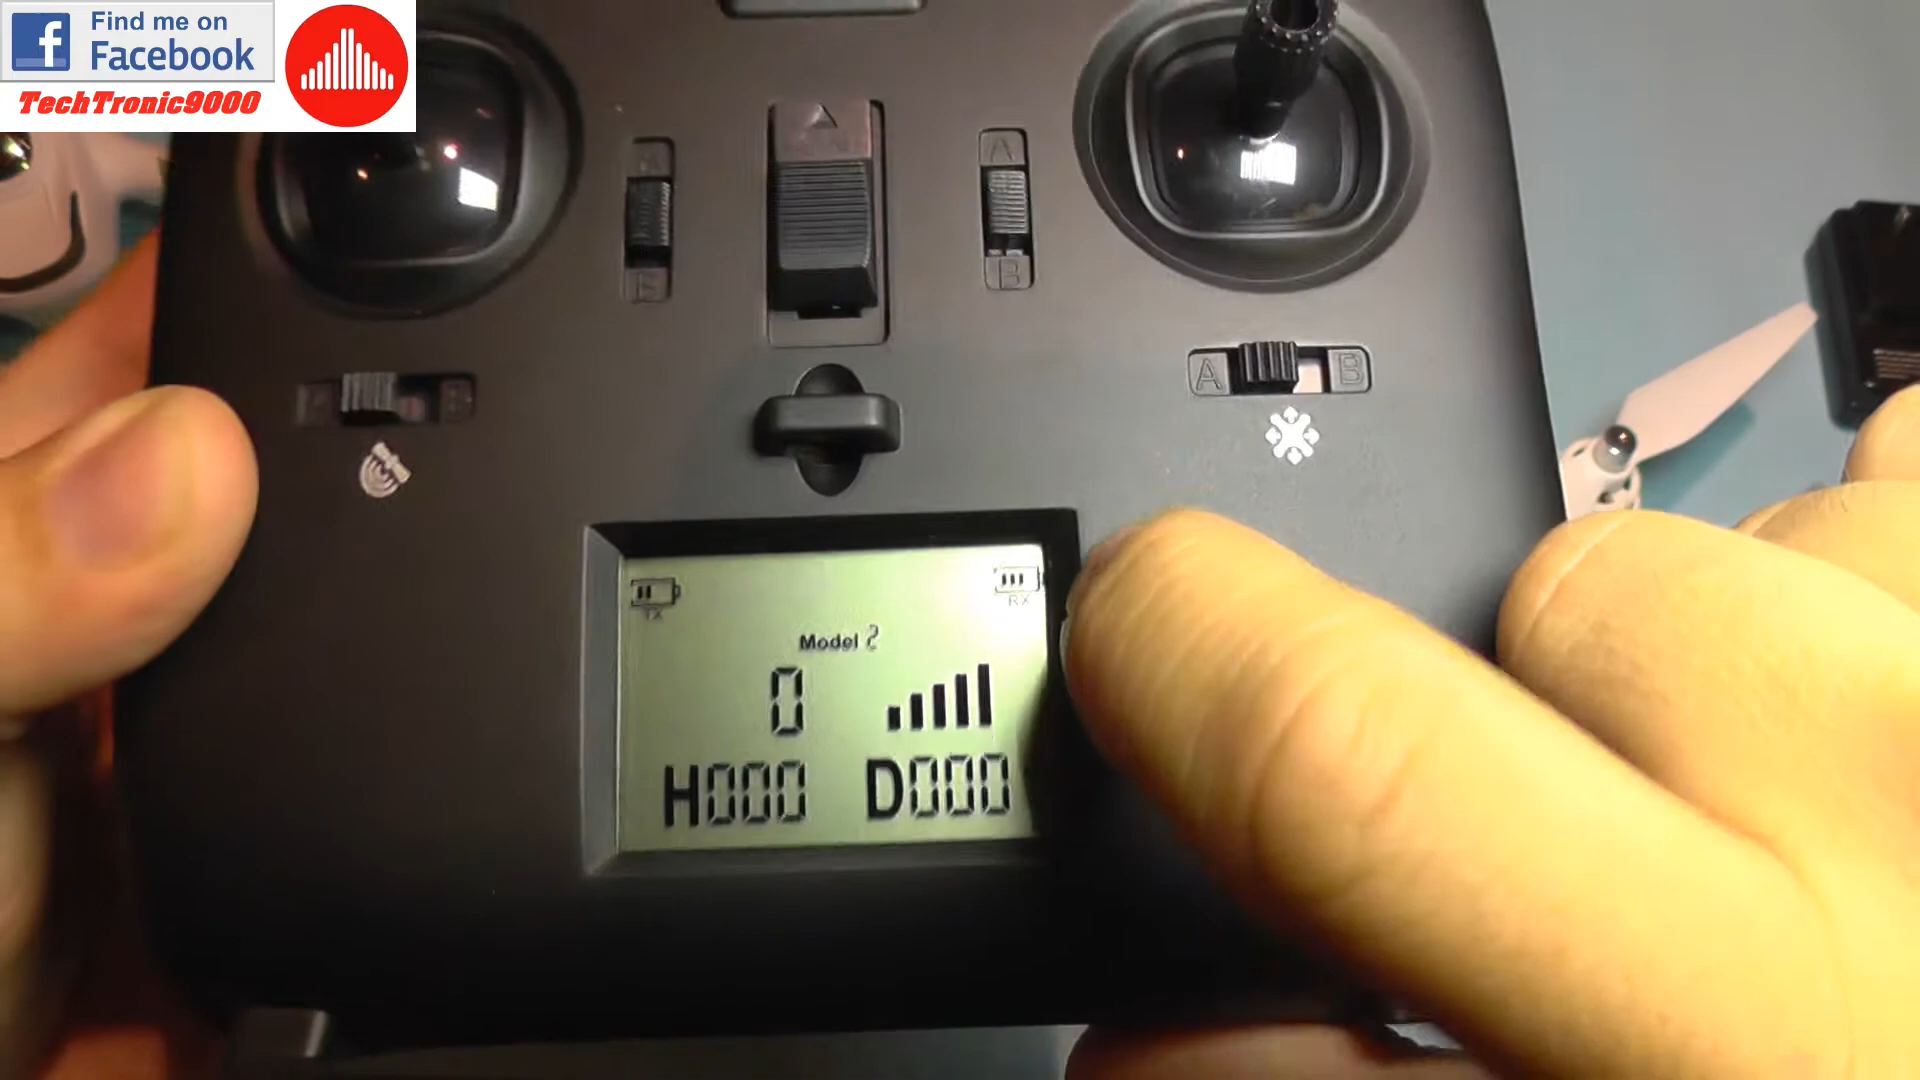 Find me on
Facebook
TechTronic9000
A
A
A
B
A
B
TX
RX
Model 2
0
H000
D000